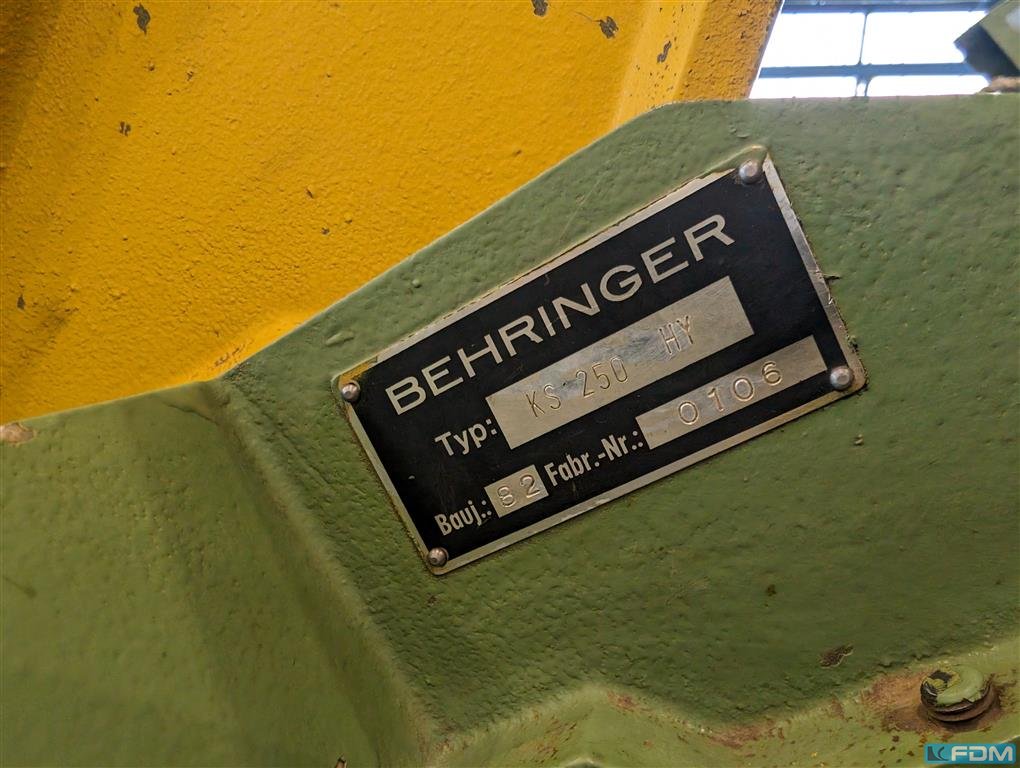 BEHRINGER
Typ: KS 250 HY
Bauj.: 82 Fabr.-Nr.: 0106
FDM